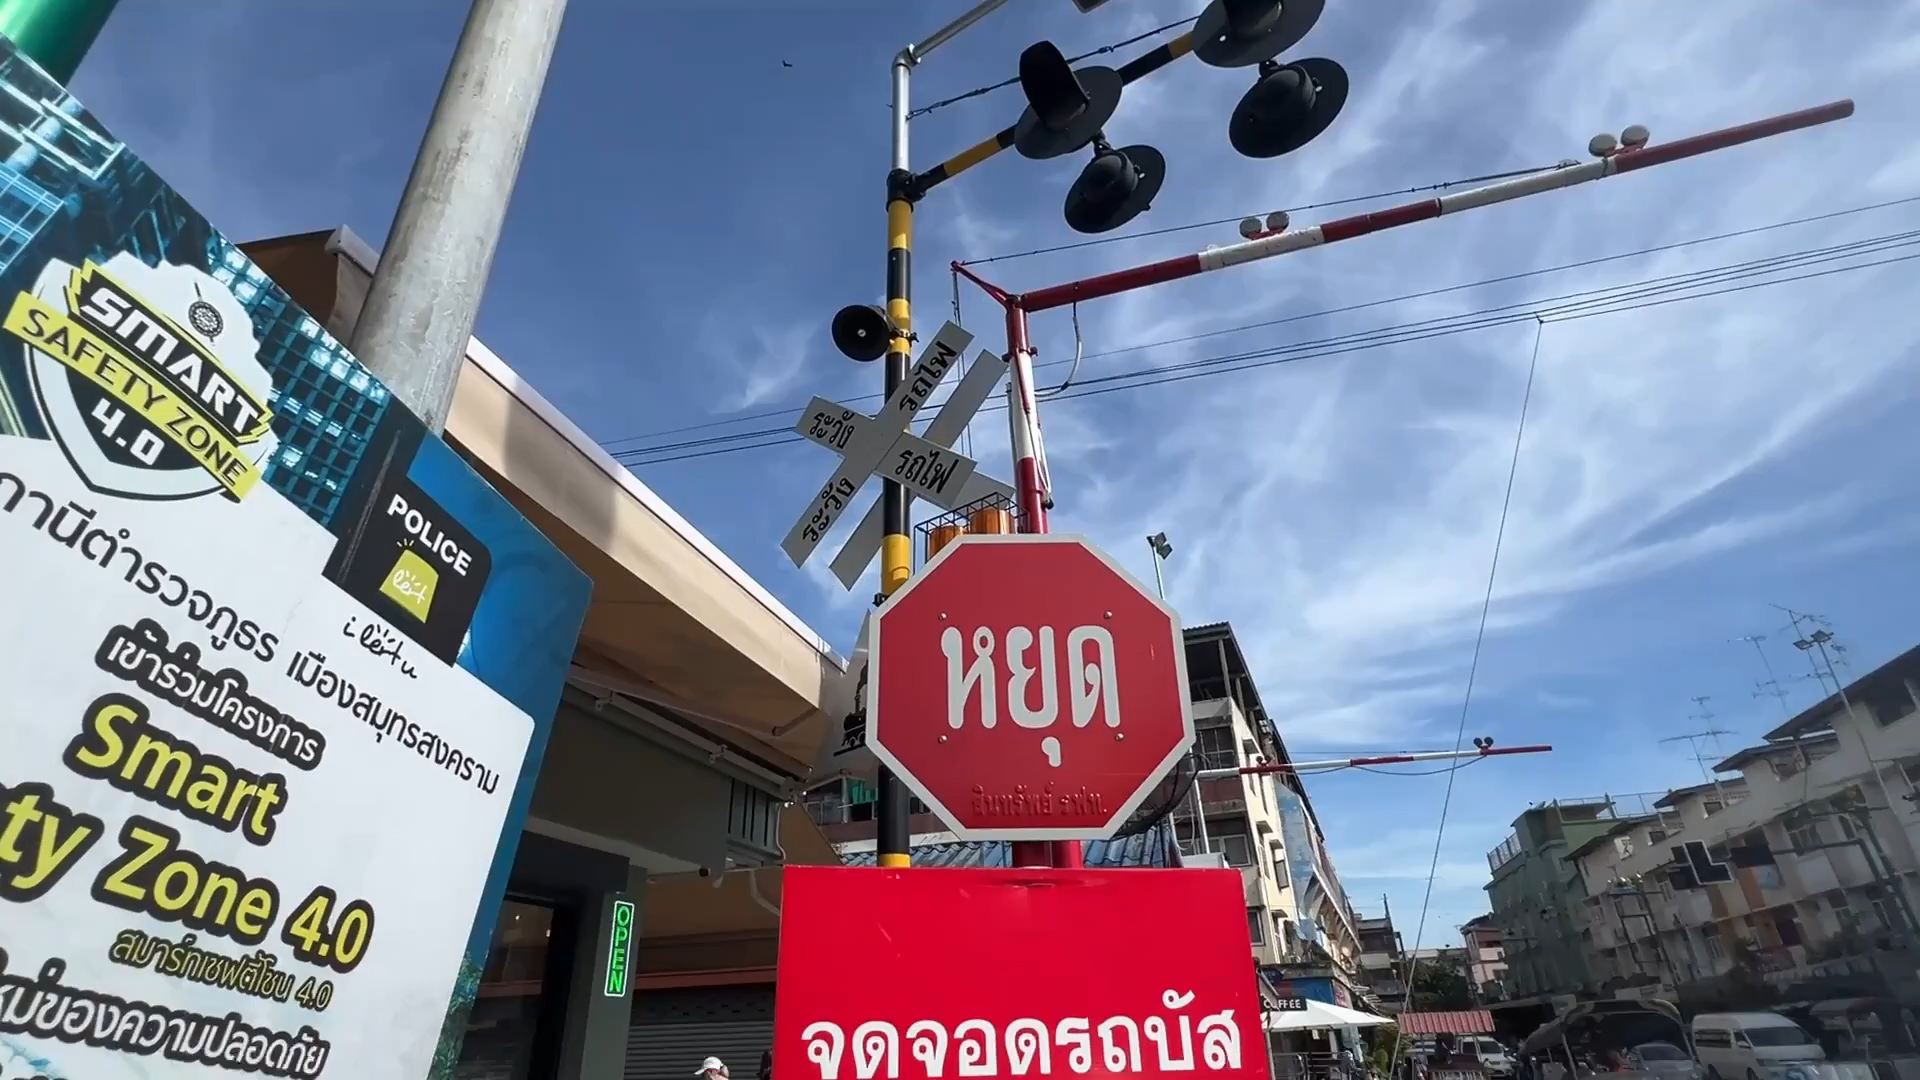 SMART
SAFETY ZONE
4.0
POLICE
i lert u
ตำรวจภูธร เมืองสมุทรสงคราม
เข้าร่วมโครงการ
Smart
ty Zone 4.0
สมาร์ทเซฟตี้โซน 4.0
ของความปลอดภัย
OPEN
ระวัง รถไฟ
ระวัง รถไฟ
หยุด
จุดจอดรถบัส
COFFEE